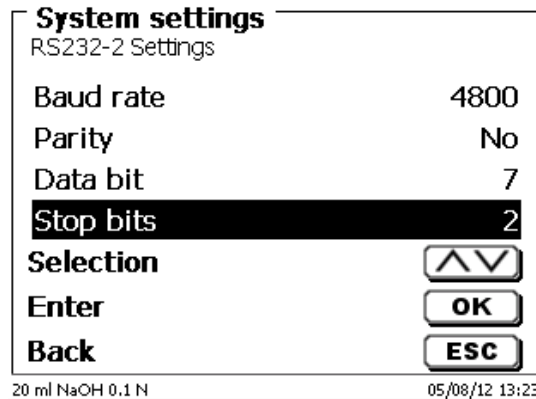 System settings
RS232-2 Settings
Baud rate 4800
Parity No
Data bit 7
Stop bits 2
Selection
Enter OK
Back ESC
20 ml NaOH 0.1 N 05/08/12 13:23